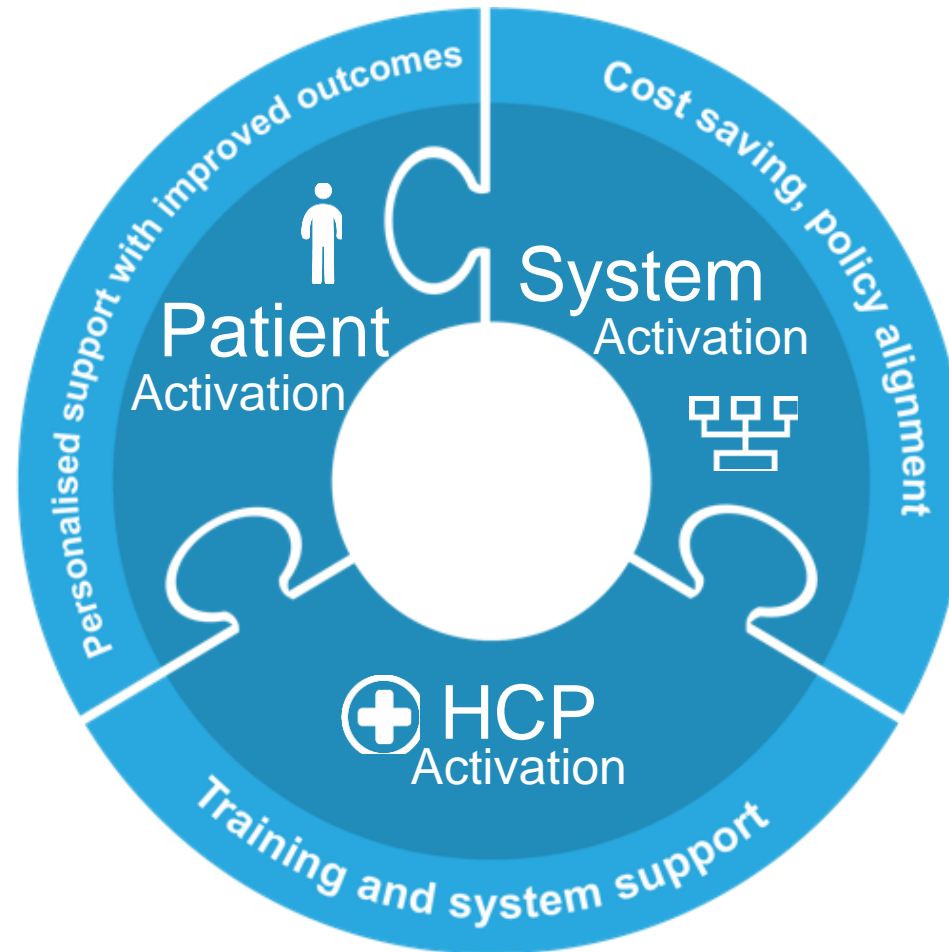 Personalised support with improved outcomes
Cost saving, policy alignment
Patient
Activation
System
Activation
HCP
Activation
Training and system support